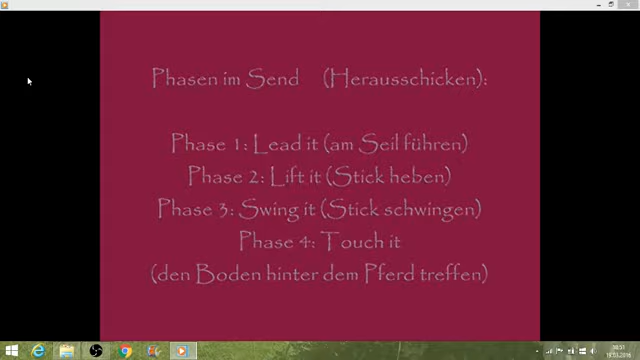 Phasen im Send (Herausschicken):
Phase 1: Lead it (am Seil führen)
Phase 2: Lift it (Stick heben)
Phase 3: Swing it (Stick schwingen)
Phase 4: Touch it
(den Boden hinter dem Pferd treffen)